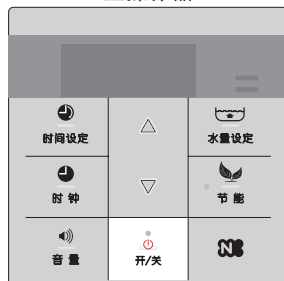 时间设定
水量设定
时 钟
节 能
音 量
开/关